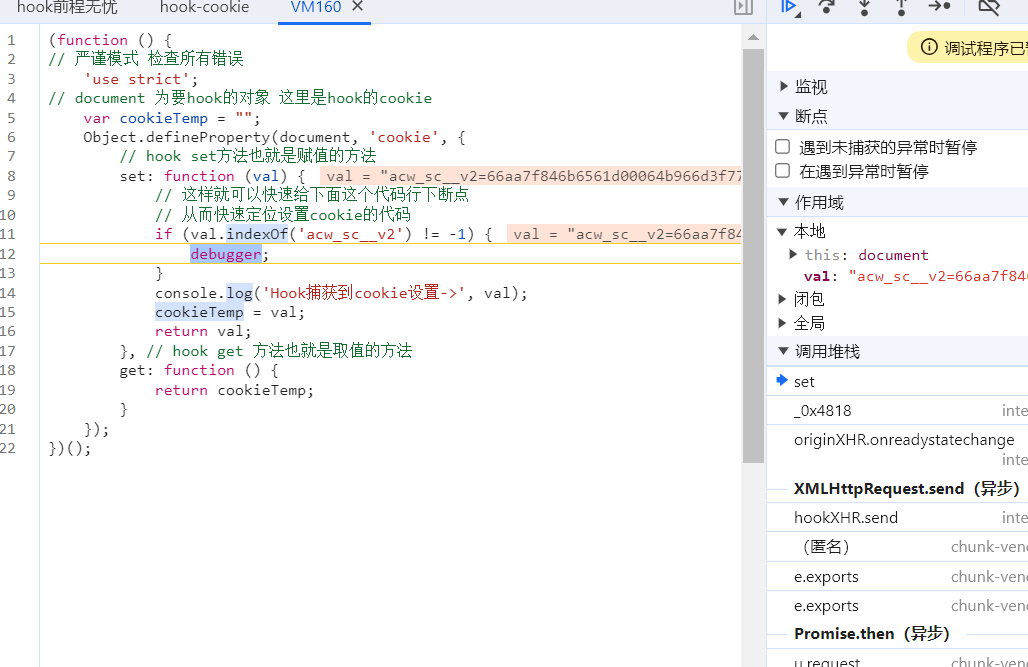 hook前程无忧 hook-cookie VM160
1 (function () {
2 // 严谨模式 检查所有错误
3 'use strict';
4 // document 为要hook的对象 这里是hook的cookie
5 var cookieTemp = "";
6 Object.defineProperty(document, 'cookie', {
7 // hook set方法也就是赋值的方法
8 set: function (val) { val = "acw_sc__v2=66aa7f846b6561d00064b966d3f77
9 // 这样就可以快速给下面这个代码行下断点
10 // 从而快速定位设置cookie的代码
11 if (val.indexOf('acw_sc__v2') != -1) { val = "acw_sc__v2=66aa7f84
12 debugger;
13 }
14 console.log('Hook捕获到cookie设置->', val);
15 cookieTemp = val;
16 return val;
17 }, // hook get 方法也就是取值的方法
18 get: function () {
19 return cookieTemp;
20 }
21 });
22 })();
调试程序已
监视
断点
遇到未捕获的异常时暂停
在遇到异常时暂停
作用域
本地
this: document
val: "acw_sc__v2=66aa7f84
闭包
全局
调用堆栈
set
_0x4818 inte
originXHR.onreadystatechange
inte
XMLHttpRequest.send（异步）
hookXHR.send inte
（匿名） chunk-ven
e.exports chunk-ven
e.exports chunk-ven
Promise.then（异步）
u.request chunk-ven